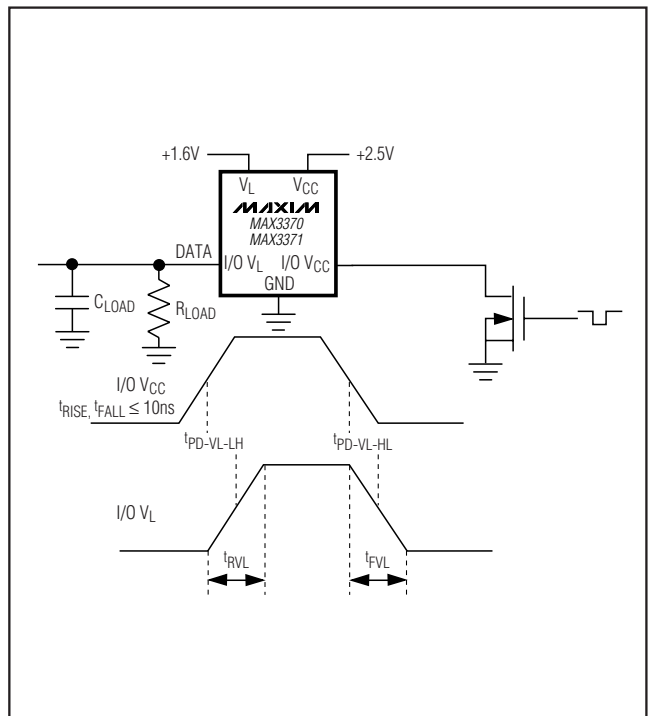 +1.6V +2.5V
VL VCC
MAXIM
MAX3370
MAX3371
DATA
I/O VL I/O VCC
GND
CLOAD
RLOAD
I/O VCC
tRISE, tFALL ≤ 10ns
tPD-VL-LH tPD-VL-HL
I/O VL
tRVL tFVL